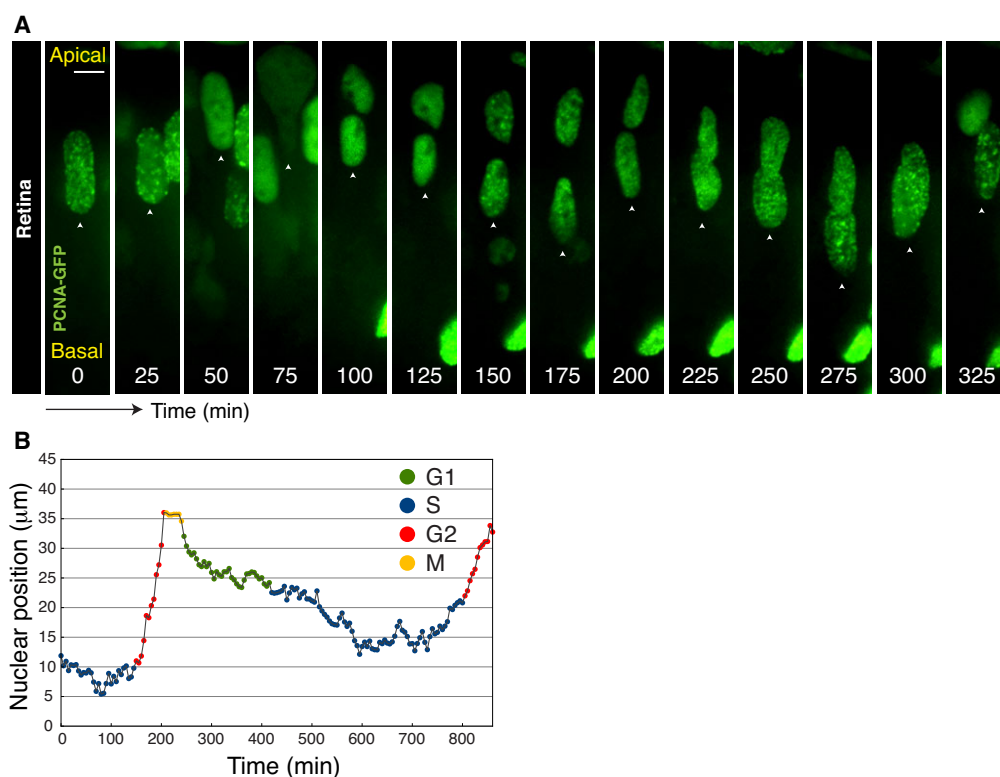 A
Retina
Apical
PCNA-GFP
Basal
0 25 50 75 100 125 150 175 200 225 250 275 300 325
Time (min)
B
45
40
35
30
25
20
15
10
5
0
Nuclear position (μm)
G1
S
G2
M
0 100 200 300 400 500 600 700 800
Time (min)